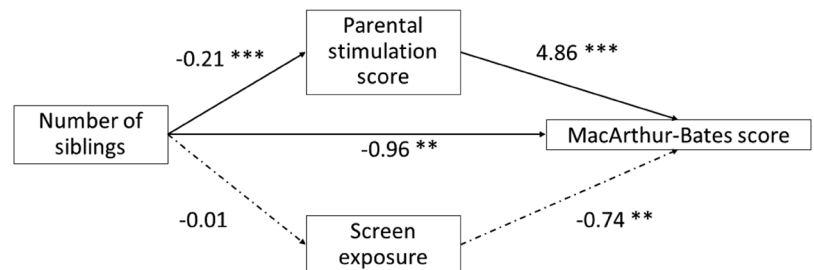 Parental
stimulation
score
-0.21 ***
4.86 ***
Number of
siblings
MacArthur-Bates score
-0.96 **
-0.01
-0.74 **
Screen
exposure